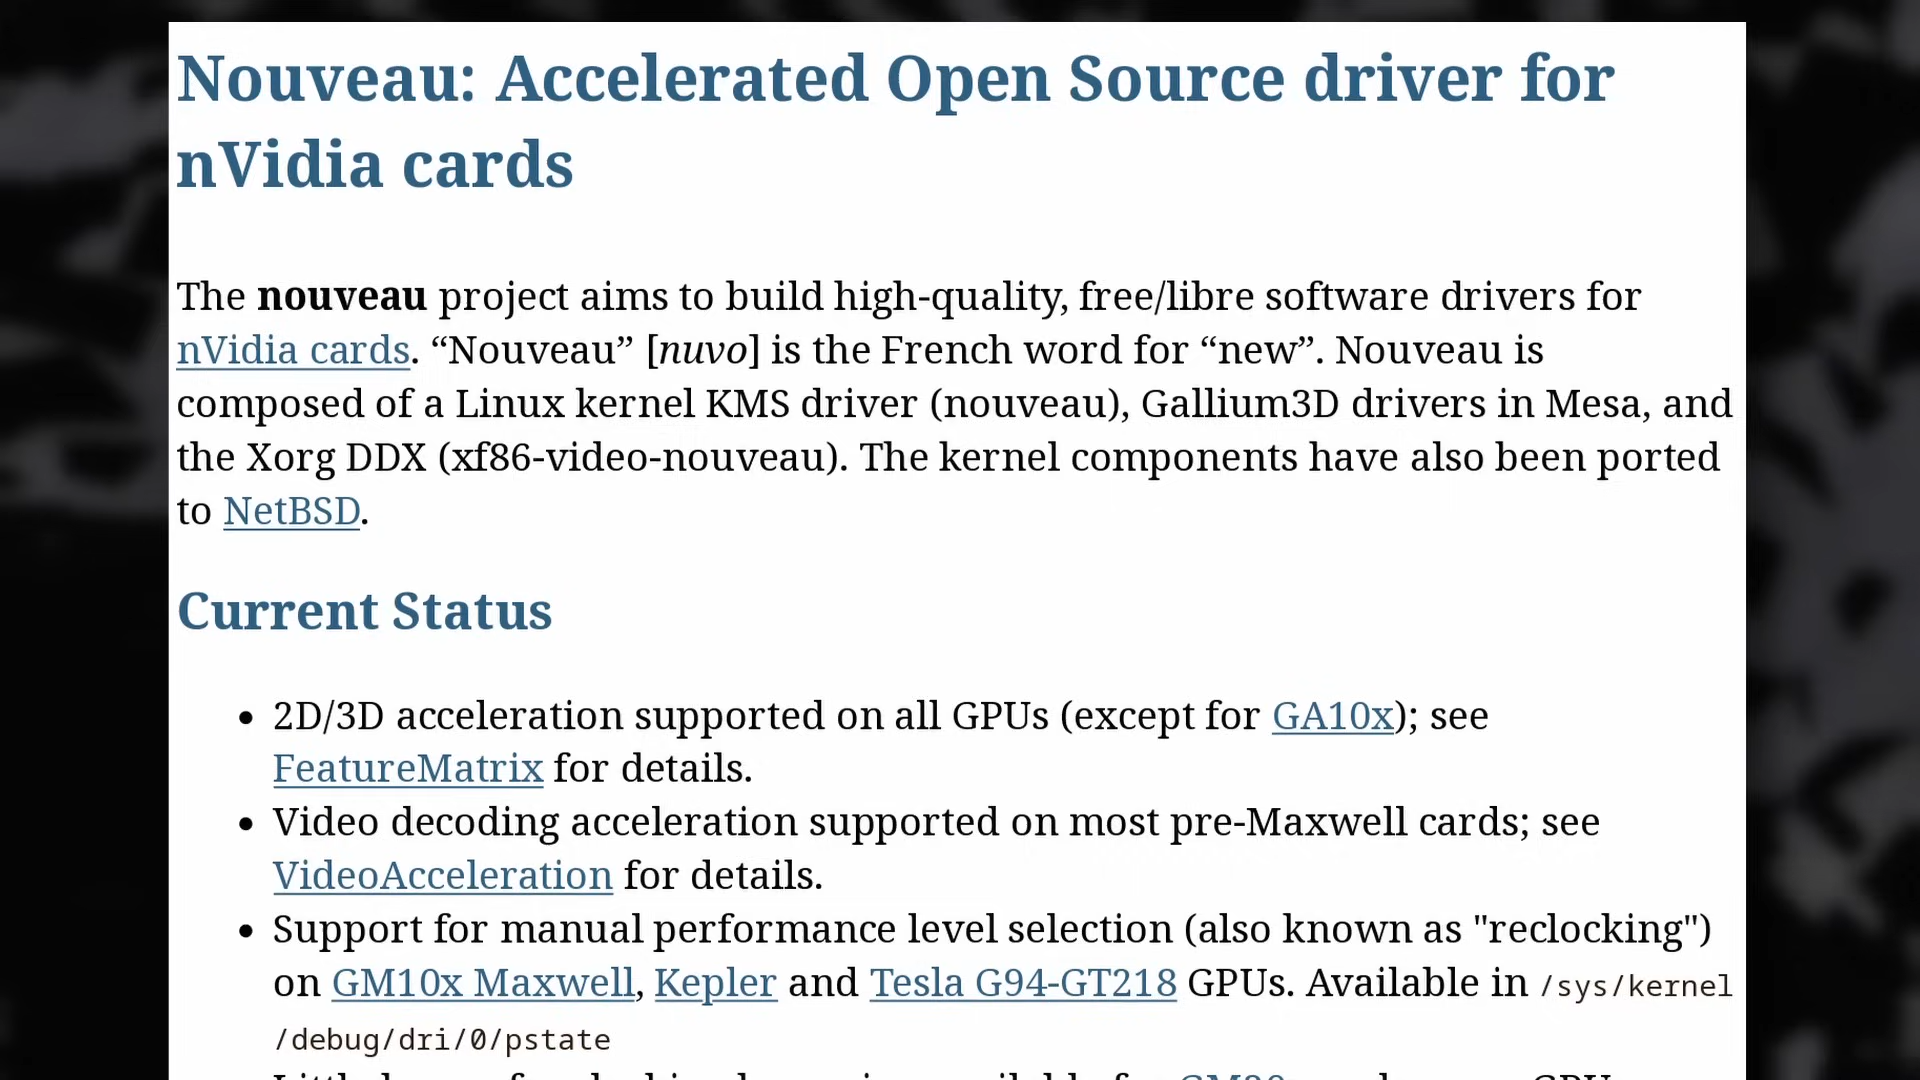 Nouveau: Accelerated Open Source driver for
nVidia cards
The nouveau project aims to build high-quality, free/libre software drivers for
nVidia cards. “Nouveau” [nuvo] is the French word for “new”. Nouveau is
composed of a Linux kernel KMS driver (nouveau), Gallium3D drivers in Mesa, and
the Xorg DDX (xf86-video-nouveau). The kernel components have also been ported
to NetBSD.
Current Status
• 2D/3D acceleration supported on all GPUs (except for GA10x); see
FeatureMatrix for details.
• Video decoding acceleration supported on most pre-Maxwell cards; see
VideoAcceleration for details.
• Support for manual performance level selection (also known as "reclocking")
on GM10x Maxwell, Kepler and Tesla G94-GT218 GPUs. Available in /sys/kernel
/debug/dri/0/pstate